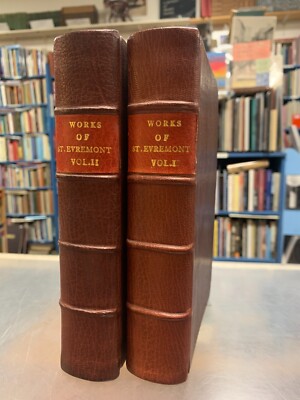 WORKS
OF
ST. EVREMONT
VOL.II
WORKS
OF
ST. EVREMONT
VOL.I